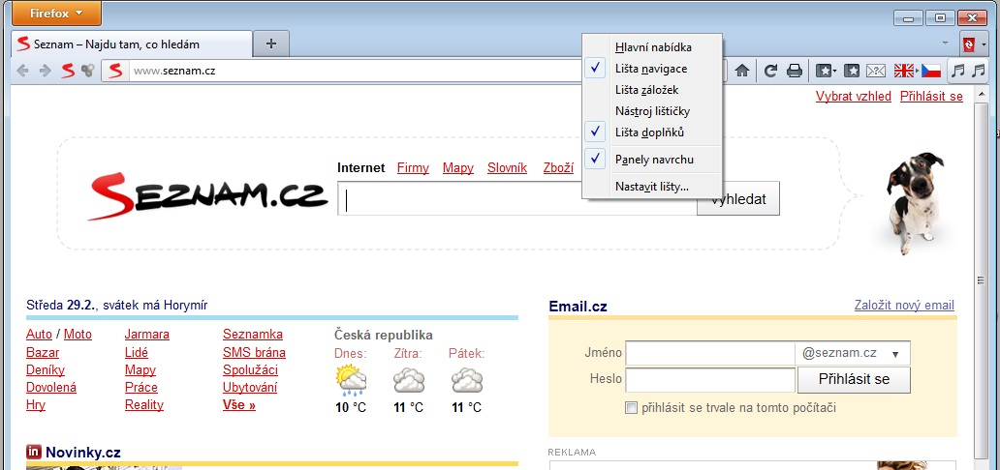 Firefox
Seznam – Najdu tam, co hledám
www.seznam.cz
Hlavní nabídka
Lišta navigace
Lišta záložek
Nástroj lištičky
Lišta doplňků
Panely navrchu
Nastavit lišty...
Vybrat vzhled Přihlásit se
Internet Firmy Mapy Slovník Zboží
SEZNAM.CZ
Vyhledat
Středa 29.2., svátek má Horymír
Auto / Moto Jarmara Seznamka
Bazar Lidé SMS brána
Deníky Mapy Spolužáci
Dovolená Práce Ubytování
Hry Reality Vše »
Česká republika
Dnes: Zítra: Pátek:
10 °C 11 °C 11 °C
Email.cz Založit nový email
Jméno @seznam.cz
Heslo Přihlásit se
přihlásit se trvale na tomto počítači
in Novinky.cz
REKLAMA